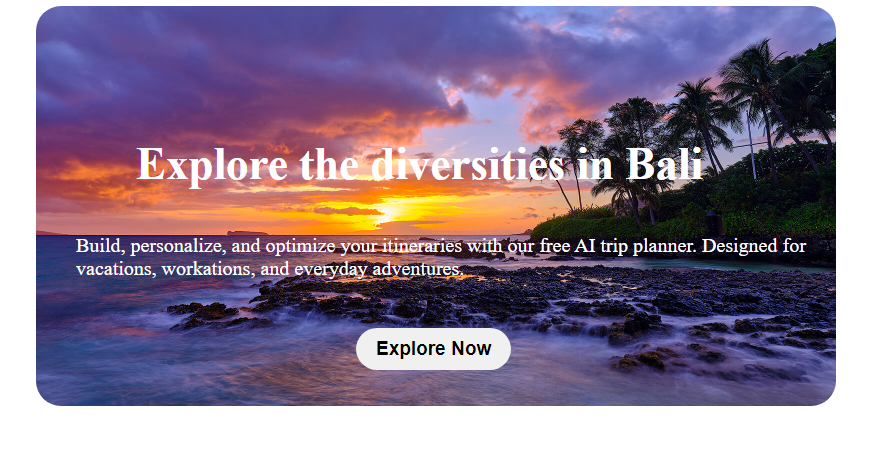 Explore the diversities in Bali
Build, personalize, and optimize your itineraries with our free AI trip planner. Designed for
vacations, workations, and everyday adventures.
Explore Now